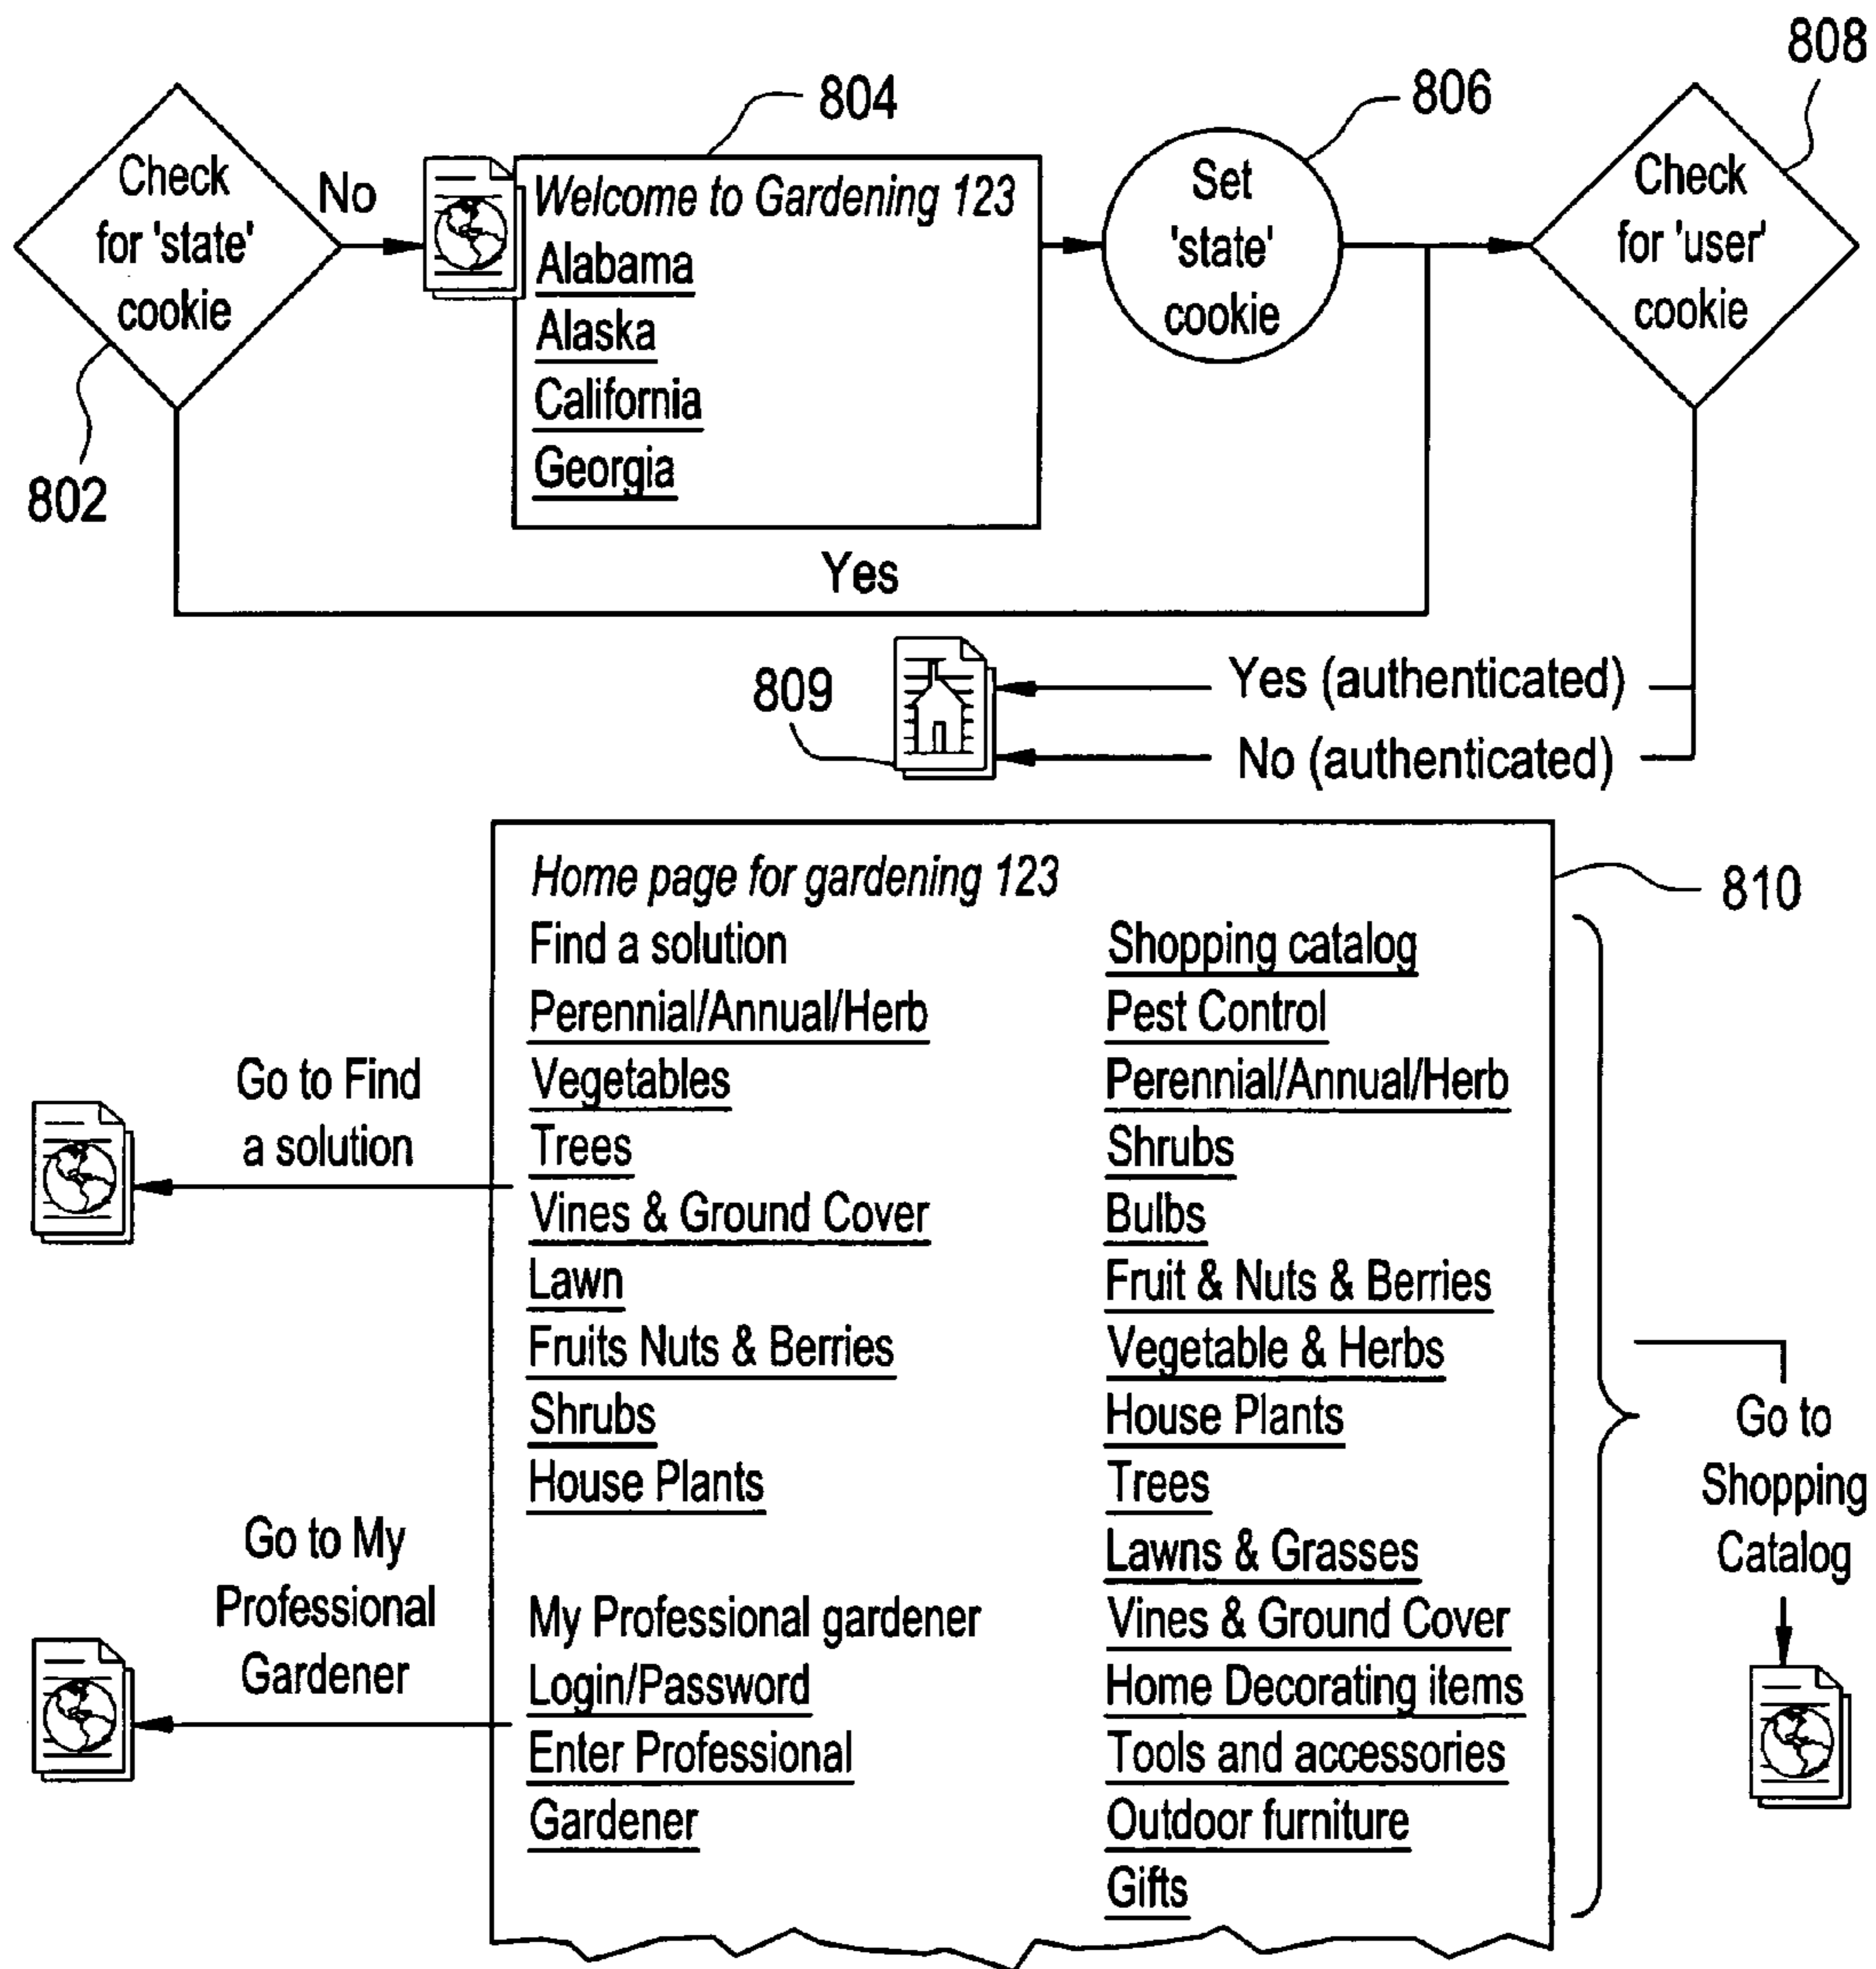 808
804
806
Check
for 'state'
cookie
No
Welcome to Gardening 123
Alabama
Alaska
California
Georgia
Set
'state'
cookie
Check
for 'user'
cookie
802
Yes
809
Yes (authenticated)
No (authenticated)
810
Home page for gardening 123
Find a solution
Perennial/Annual/Herb
Vegetables
Trees
Vines & Ground Cover
Lawn
Fruits Nuts & Berries
Shrubs
House Plants
My Professional gardener
Login/Password
Enter Professional
Gardener
Shopping catalog
Pest Control
Perennial/Annual/Herb
Shrubs
Bulbs
Fruit & Nuts & Berries
Vegetable & Herbs
House Plants
Trees
Lawns & Grasses
Vines & Ground Cover
Home Decorating items
Tools and accessories
Outdoor furniture
Gifts
Go to Find
a solution
Go to My
Professional
Gardener
Go to
Shopping
Catalog